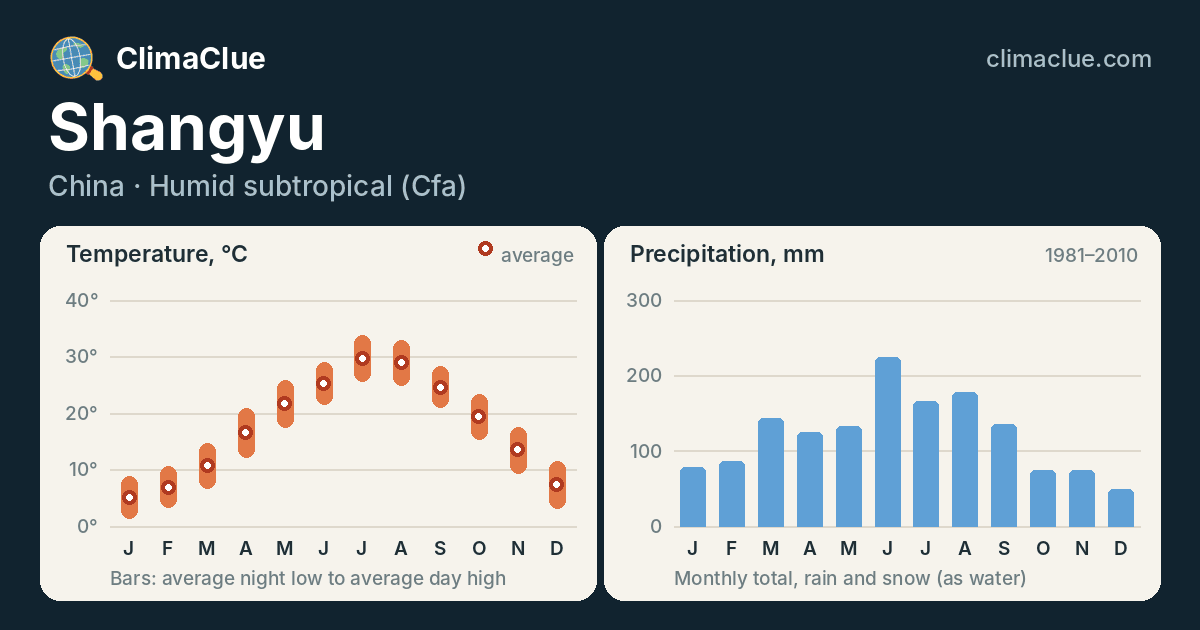 ClimaClue
climaclue.com
Shangyu
China · Humid subtropical (Cfa)
Temperature, °C
average
40°
30°
20°
10°
0°
J F M A M J J A S O N D
Bars: average night low to average day high
Precipitation, mm
1981–2010
300
200
100
0
J F M A M J J A S O N D
Monthly total, rain and snow (as water)